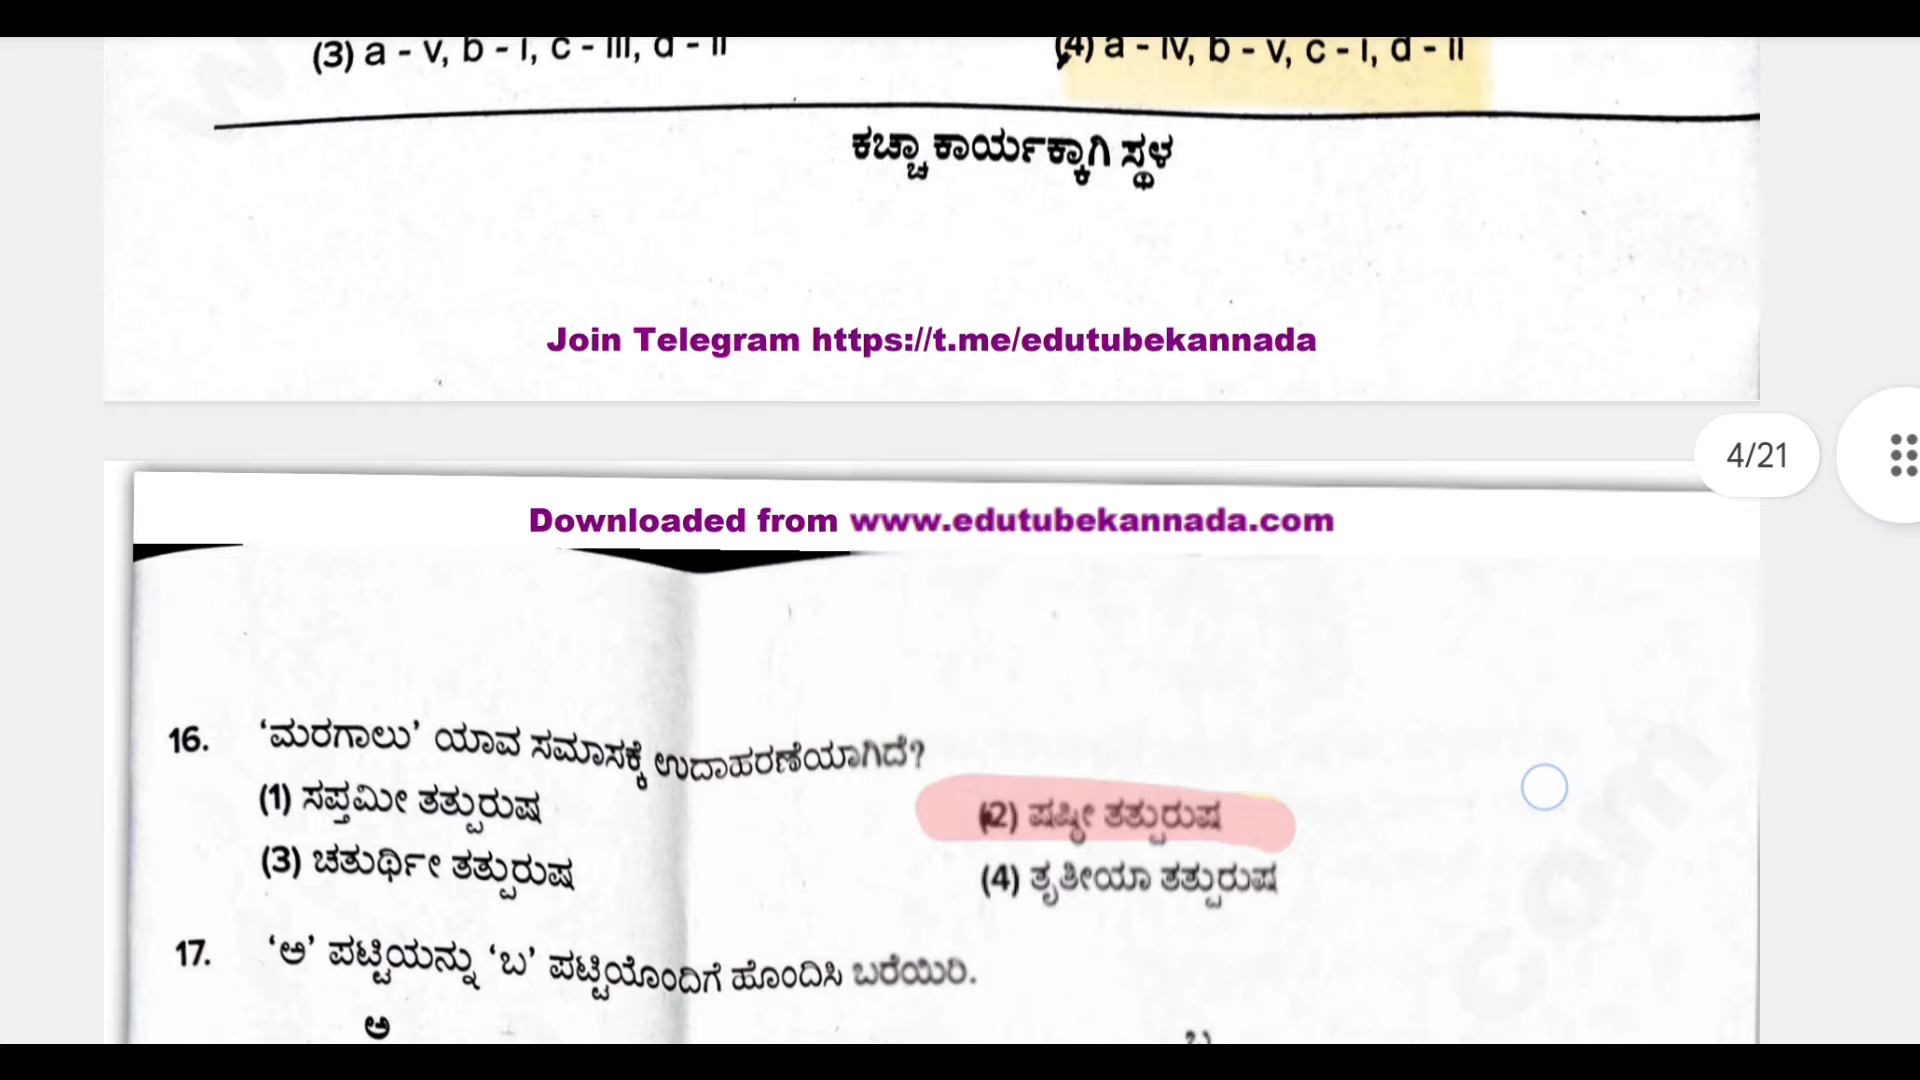 (3) a - v, b - i, c - iii, d - ii
(4) a - iv, b - v, c - i, d - ii
ಕಚ್ಚಾ ಕಾರ್ಯಕ್ಕಾಗಿ ಸ್ಥಳ
Join Telegram https://t.me/edutubekannada
4/21
Downloaded from www.edutubekannada.com
16. ‘ಮರಗಾಲು’ ಯಾವ ಸಮಾಸಕ್ಕೆ ಉದಾಹರಣೆಯಾಗಿದೆ?
(1) ಸಪ್ತಮೀ ತತ್ಪುರುಷ
(2) ಷಷ್ಠೀ ತತ್ಪುರುಷ
(3) ಚತುರ್ಥೀ ತತ್ಪುರುಷ
(4) ತೃತೀಯಾ ತತ್ಪುರುಷ
17. ‘ಅ’ ಪಟ್ಟಿಯನ್ನು ‘ಬ’ ಪಟ್ಟಿಯೊಂದಿಗೆ ಹೊಂದಿಸಿ ಬರೆಯಿರಿ.
ಅ
com